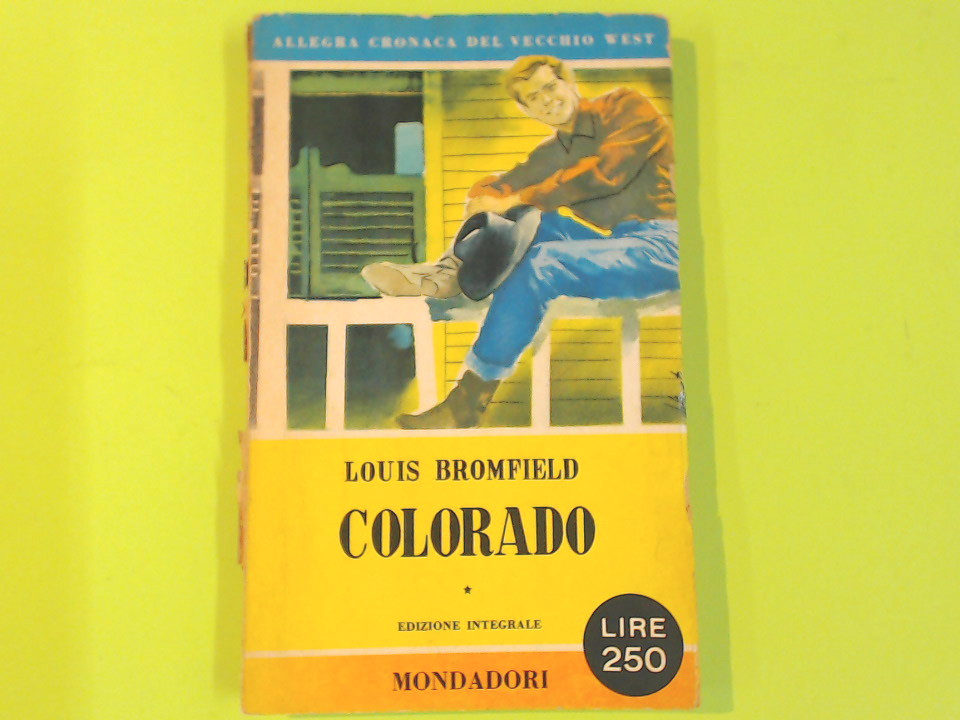 ALLEGRA CRONACA DEL VECCHIO WEST
LOUIS BROMFIELD
COLORADO
EDIZIONE INTEGRALE
LIRE
250
MONDADORI